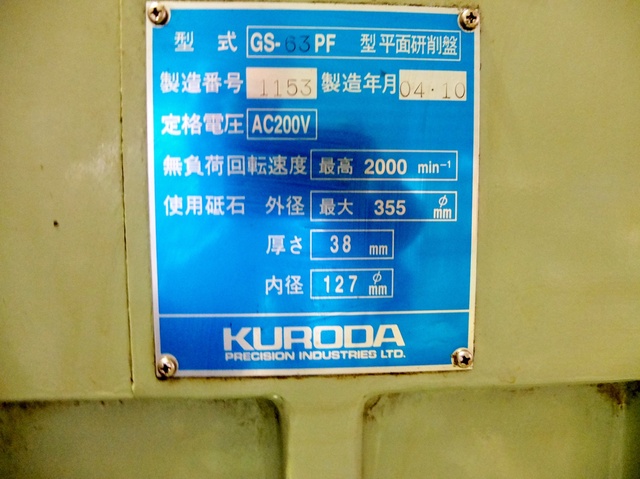 型 式 GS-63PF 型 平面研削盤
製造番号 1153 製造年月 04・10
定格電圧 AC200V
無負荷回転速度 最高 2000 min⁻¹
使用砥石 外径 最大 355 ϕmm
厚さ 38 mm
内径 127 ϕmm
KURODA
PRECISION INDUSTRIES LTD.